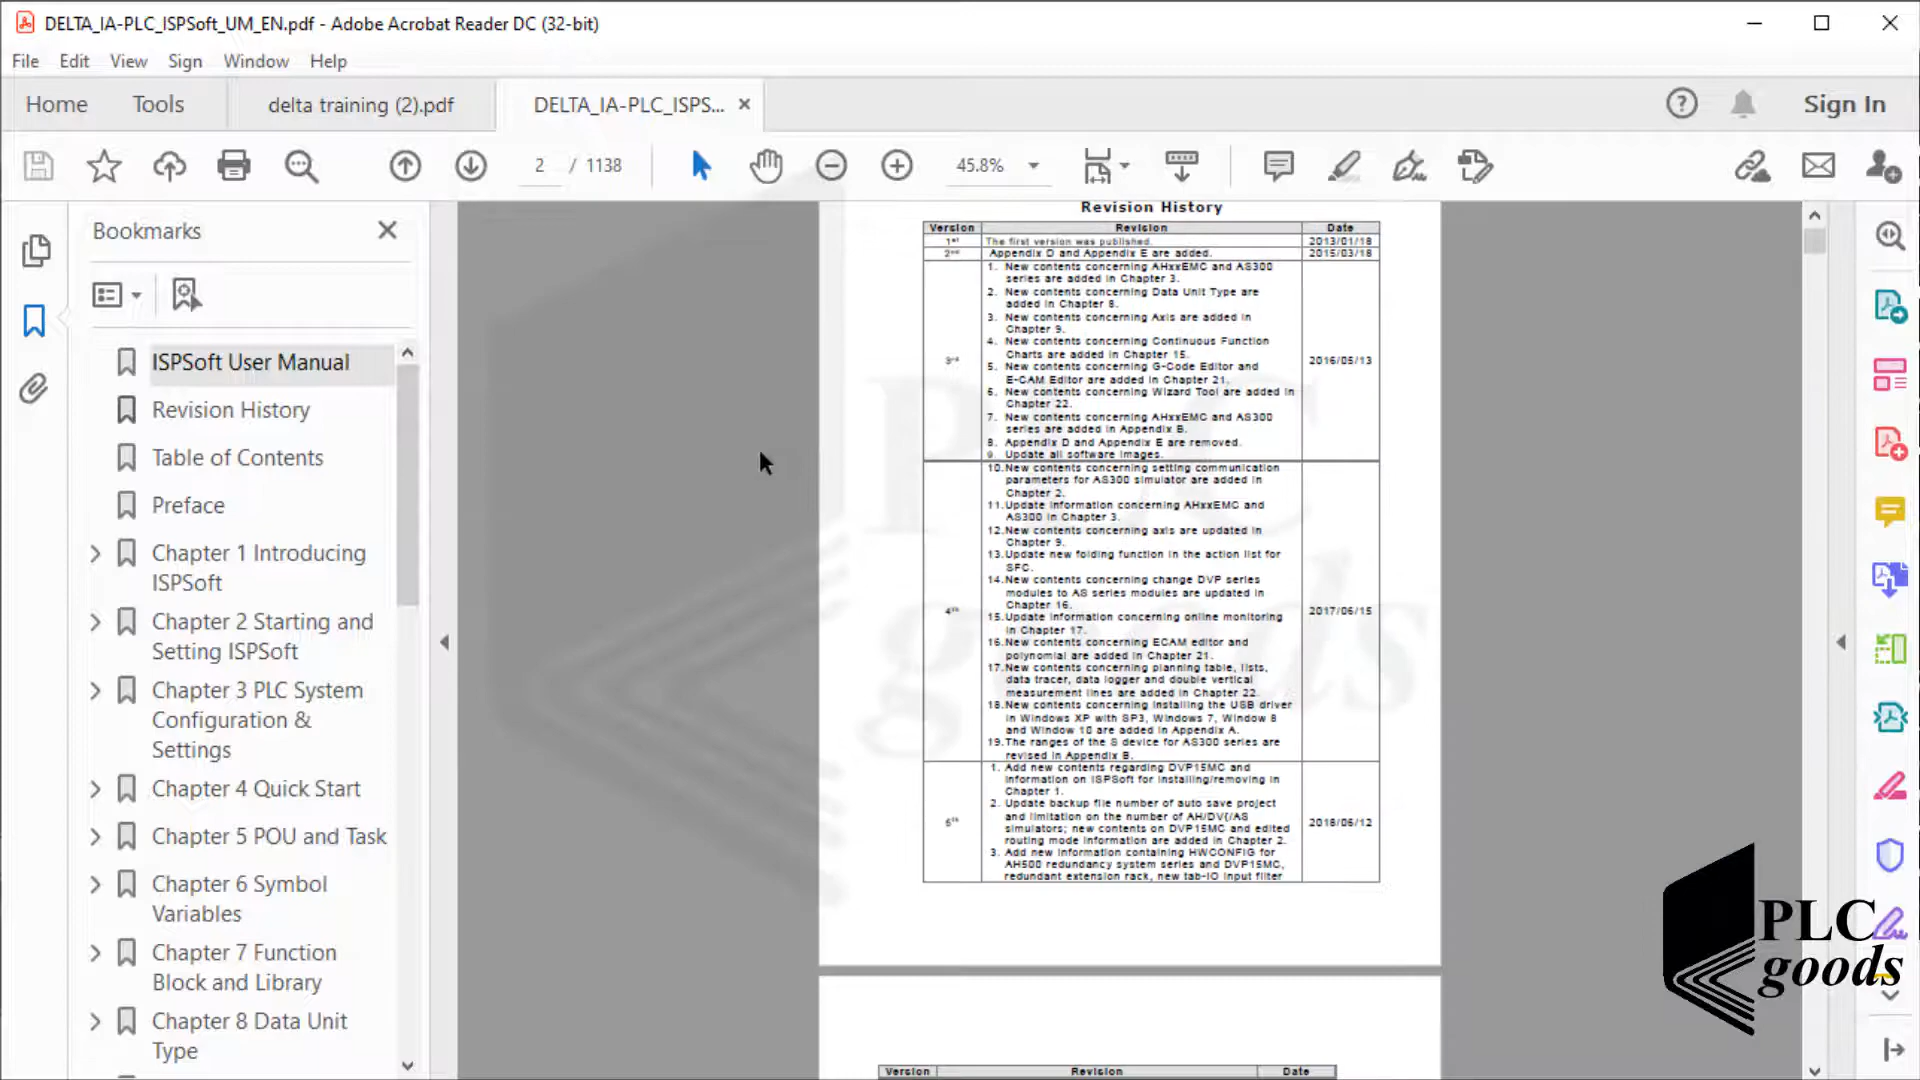 DELTA_IA-PLC_ISPSoft_UM_EN.pdf - Adobe Acrobat Reader DC (32-bit)
File Edit View Sign Window Help
Home Tools delta training (2).pdf DELTA_IA-PLC_ISPS... Sign In
2 / 1138 45.8%
Bookmarks
ISPSoft User Manual
Revision History
Table of Contents
Preface
Chapter 1 Introducing
ISPSoft
Chapter 2 Starting and
Setting ISPSoft
Chapter 3 PLC System
Configuration &
Settings
Chapter 4 Quick Start
Chapter 5 POU and Task
Chapter 6 Symbol
Variables
Chapter 7 Function
Block and Library
Chapter 8 Data Unit
Type
Revision History
Version Revision Date
1st The first version was published. 2013/01/18
2nd Appendix D and Appendix E are added. 2015/03/18
3rd
1. New contents concerning AHxxEMC and AS300
series are added in Chapter 3.
2. New contents concerning Data Unit Type are
added in Chapter 8.
3. New contents concerning Axis are added in
Chapter 9.
4. New contents concerning Continuous Function
Charts are added in Chapter 15.
5. New contents concerning G-Code Editor and
E-CAM Editor are added in Chapter 21.
6. New contents concerning Wizard Tool are added in
Chapter 22.
7. New contents concerning AHxxEMC and AS300
series are added in Appendix B.
8. Appendix D and Appendix E are removed.
9. Update all software images.
2016/05/13
4th
10.New contents concerning setting communication
parameters for AS300 simulator are added in
Chapter 2.
11.Update information concerning AHxxEMC and
AS300 in Chapter 3.
12.New contents concerning axis are updated in
Chapter 9.
13.Update new folding function in the action list for
SFC.
14.New contents concerning change DVP series
modules to AS series modules are updated in
Chapter 16.
15.Update information concerning online monitoring
in Chapter 17.
16.New contents concerning ECAM editor and
polynomial are added in Chapter 21.
17.New contents concerning planning table, lists,
data tracer, data logger and double vertical
measurement lines are added in Chapter 22.
18.New contents concerning installing the USB driver
in Windows XP with SP3, Windows 7, Window 8
and Window 10 are added in Appendix A.
19.The ranges of the S device for AS300 series are
revised in Appendix B.
2017/06/15
5th
1. Add new contents regarding DVP15MC and
information on ISPSoft for installing/removing in
Chapter 1.
2. Update backup file number of auto save project
and limitation on the number of AH/DV(/AS
simulators; new contents on DVP15MC and edited
routing mode information are added in Chapter 2.
3. Add new information containing HWCONFIG for
AH500 redundancy system series and DVP15MC,
redundant extension rack, new tab-IO input filter
2018/06/12
Version Revision Date
PLC
goods
PLC
goods